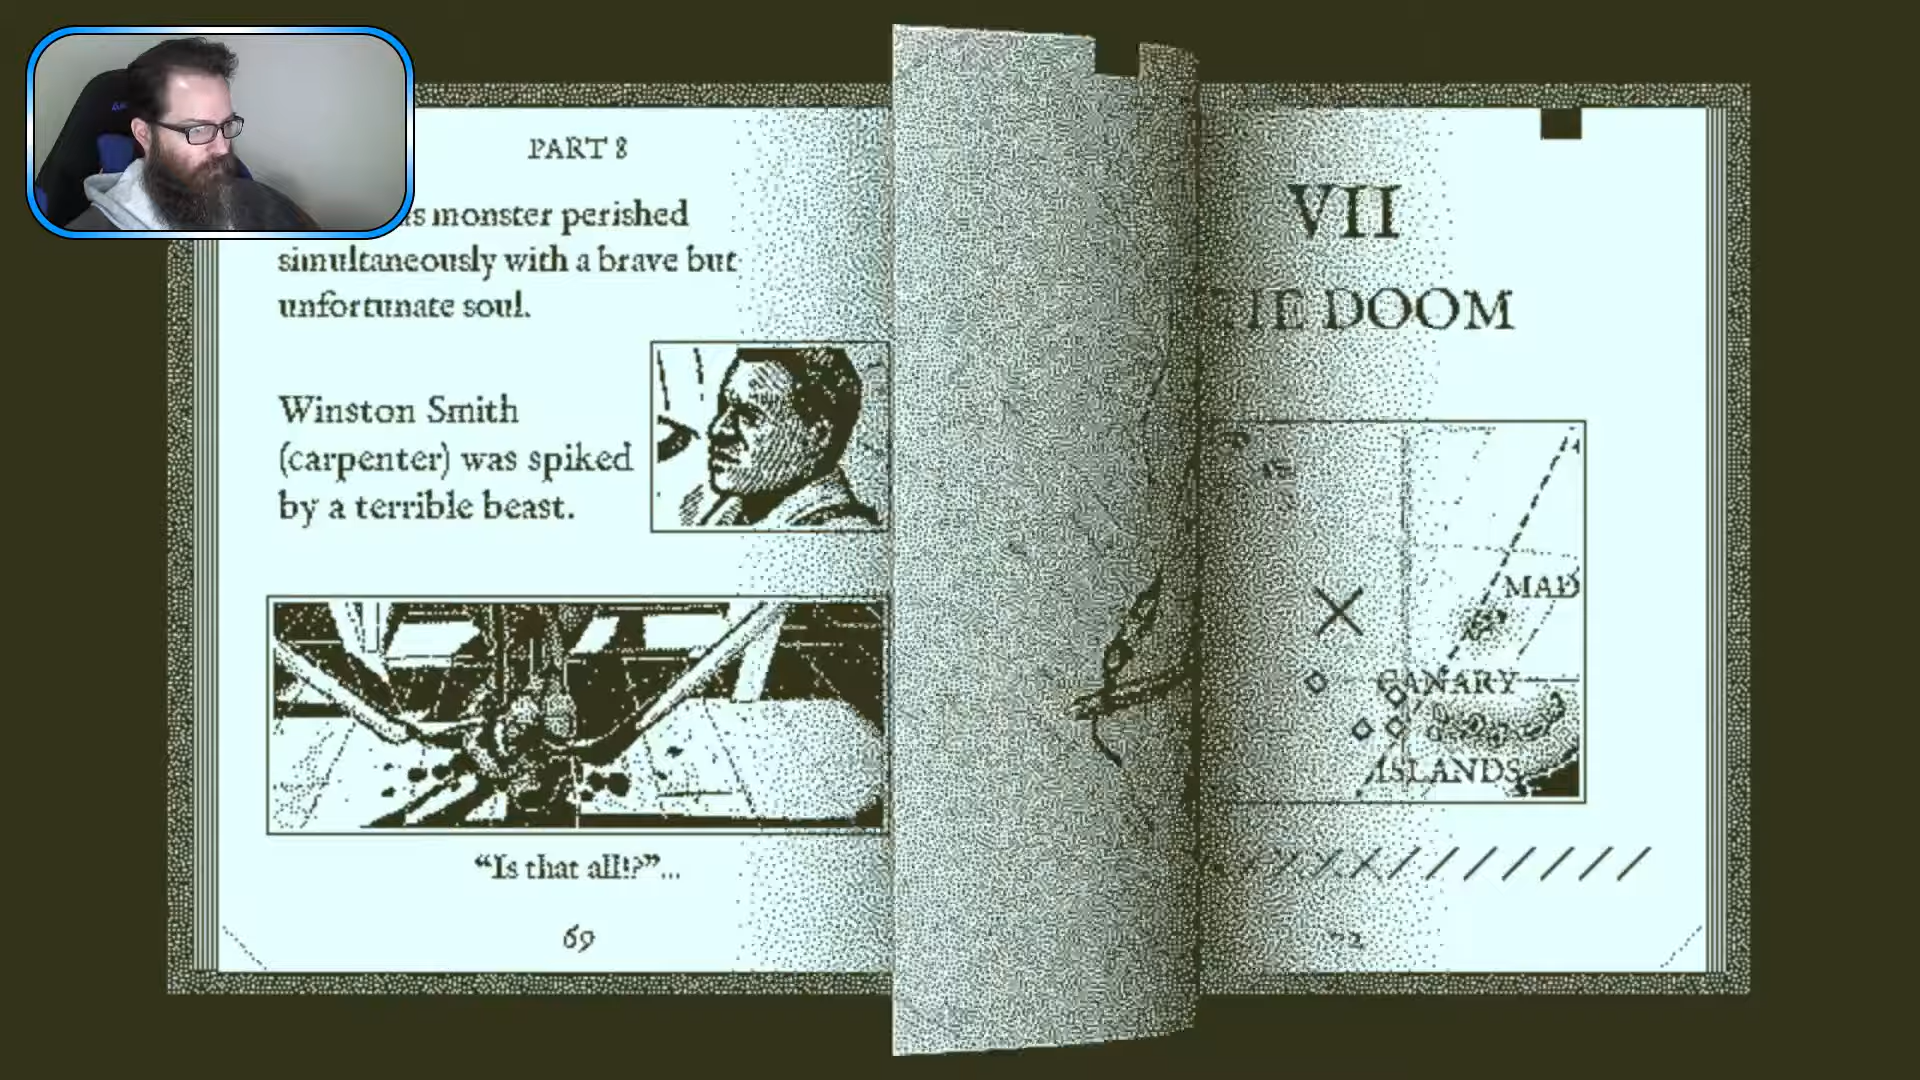 PART 8
monster perished
simultaneously with a brave but
unfortunate soul.
Winston Smith
(carpenter) was spiked
by a terrible beast.
“Is that all!?”...
69
VII
DOOM
MAD
CANARY
ISLANDS